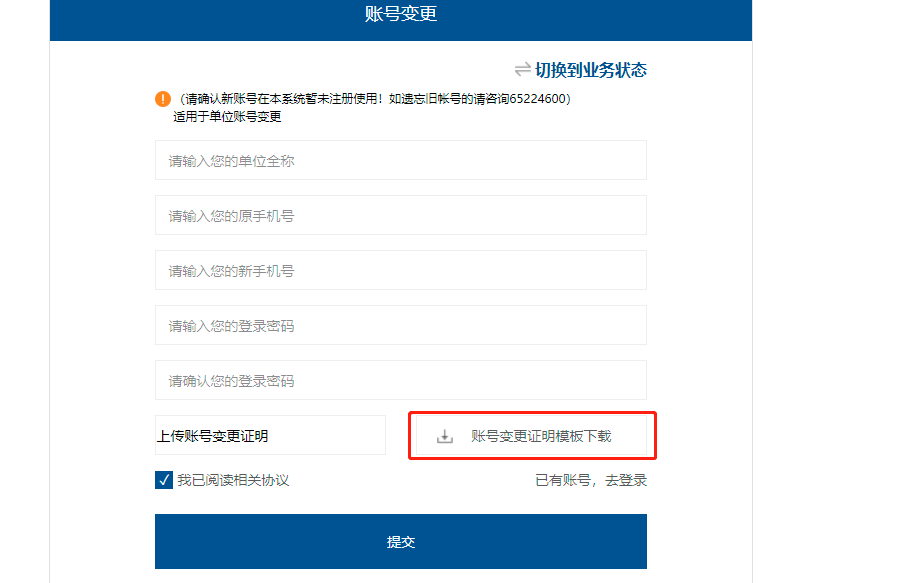 账号变更
切换到业务状态
（请确认新账号在本系统暂未注册使用！如遗忘旧帐号的请咨询65224600）
适用于单位账号变更
请输入您的单位全称
请输入您的原手机号
请输入您的新手机号
请输入您的登录密码
请确认您的登录密码
上传账号变更证明
账号变更证明模板下载
我已阅读相关协议
已有账号，去登录
提交